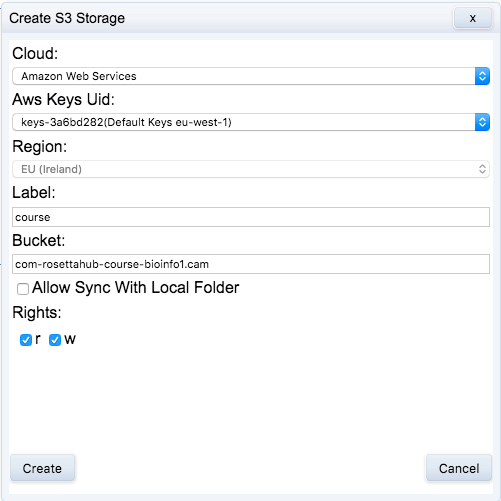 Create S3 Storage
x
Cloud:
Amazon Web Services
Aws Keys Uid:
keys-3a6bd282(Default Keys eu-west-1)
Region:
EU (Ireland)
Label:
course
Bucket:
com-rosettahub-course-bioinfo1.cam
Allow Sync With Local Folder
Rights:
r w
Create Cancel